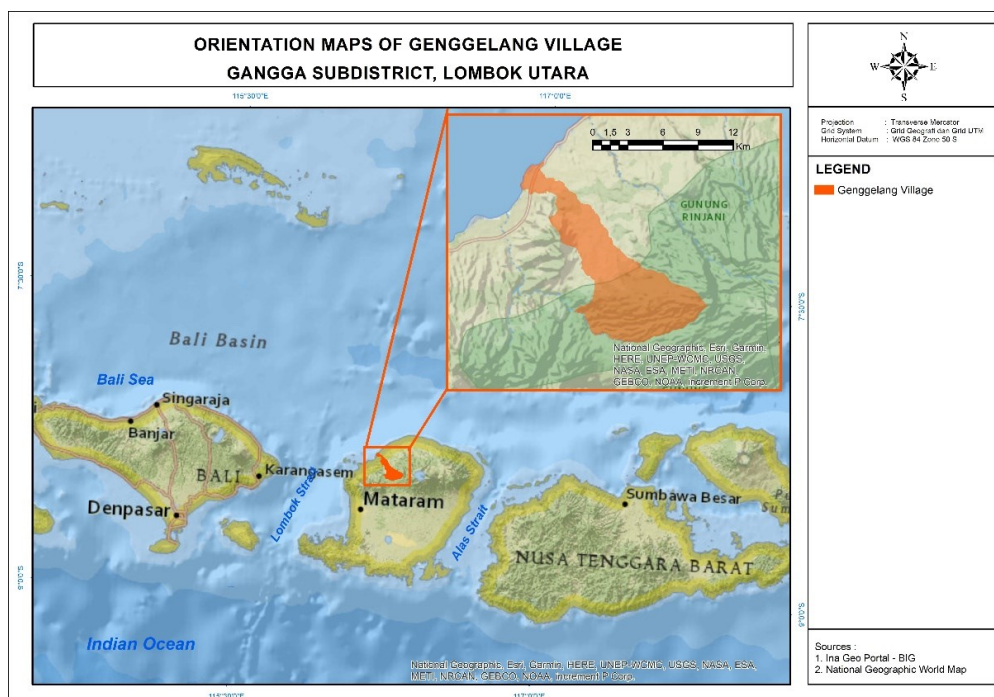 ORIENTATION MAPS OF GENGGELANG VILLAGE
GANGGA SUBDISTRICT, LOMBOK UTARA
N
W E
S
Projection : Transverse Mercator
Grid System : Grid Geografi dan Grid UTM
Horizontal Datum : WGS 84 Zone 50 S
LEGEND
Genggelang Village
115°30'0"E 117°0'0"E
0 1,5 3 6 9 12
Km
GUNUNG
RINJANI
7°30'0"S 7°30'0"S
National Geographic, Esri, Garmin,
HERE, UNEP-WCMC, USGS,
NASA, ESA, METI, NRCAN,
GEBCO, NOAA, increment P Corp.
Bali Basin
Bali Sea
Singaraja
Banjar
BALI
Karangasem
Denpasar
Lombok Strait
Mataram
Alas Strait
Sumbawa Besar
NUSA TENGGARA BARAT
9°0'0"S 9°0'0"S
Indian Ocean
National Geographic, Esri, Garmin, HERE, UNEP-WCMC, USGS, NASA, ESA,
METI, NRCAN, GEBCO, NOAA, increment P Corp.
115°30'0"E 117°0'0"E
Sources :
1. Ina Geo Portal - BIG
2. National Geographic World Map